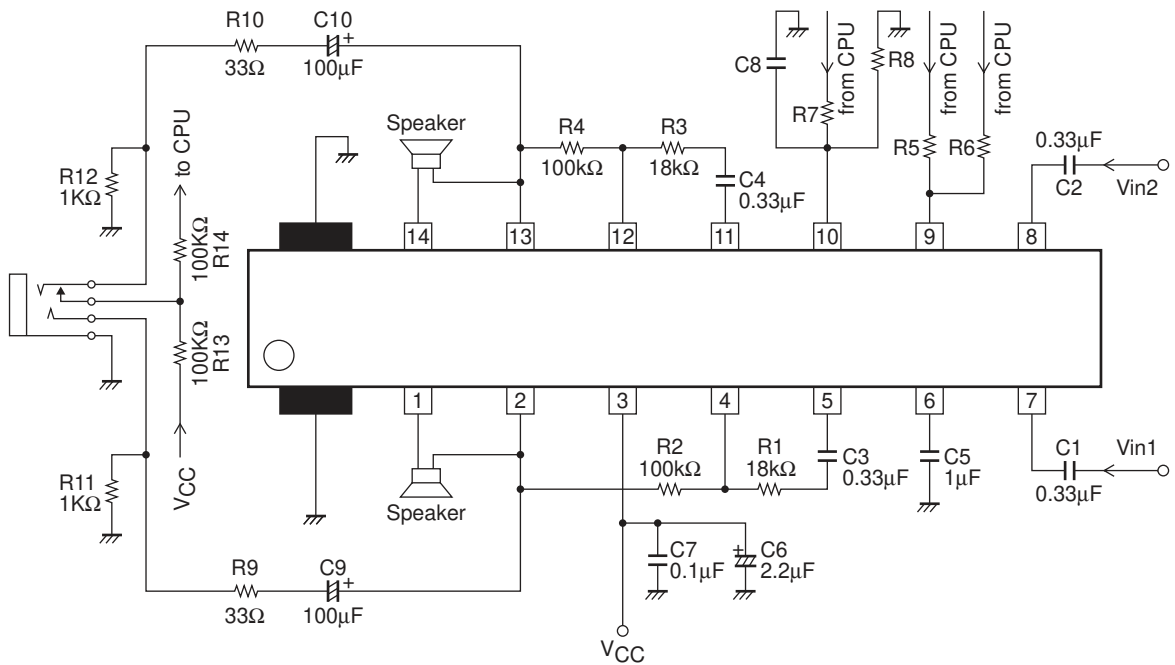 R10
33Ω
C10
+
100μF
from CPU
from CPU
from CPU
C8
R8
R7
R5
R6
Speaker
R4
100kΩ
R3
18kΩ
C4
0.33μF
0.33μF
C2
Vin2
to CPU
R12
1KΩ
100KΩ
R14
14
13
12
11
10
9
8
100KΩ
R13
1
2
3
4
5
6
7
R11
1KΩ
VCC
Speaker
R2
100kΩ
R1
18kΩ
C3
0.33μF
C5
1μF
C1
0.33μF
Vin1
C7
0.1μF
+
C6
2.2μF
R9
33Ω
C9
+
100μF
VCC